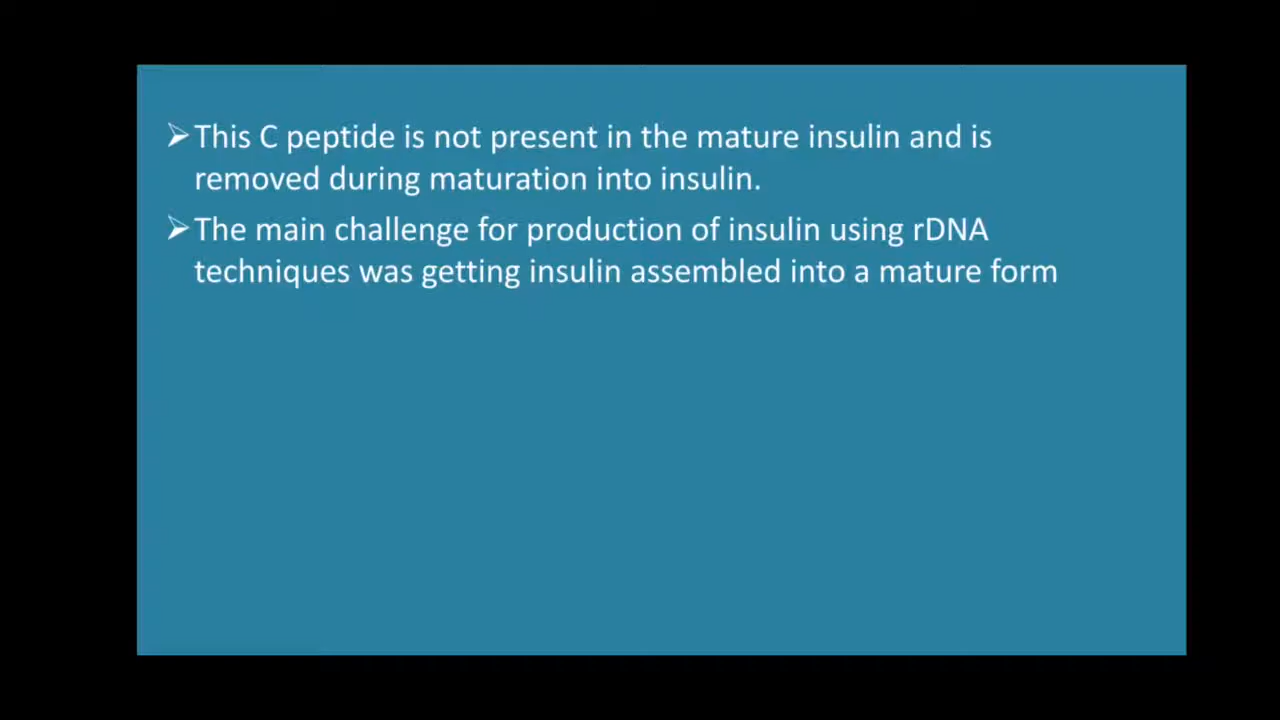 ➢This C peptide is not present in the mature insulin and is
removed during maturation into insulin.
➢The main challenge for production of insulin using rDNA
techniques was getting insulin assembled into a mature form